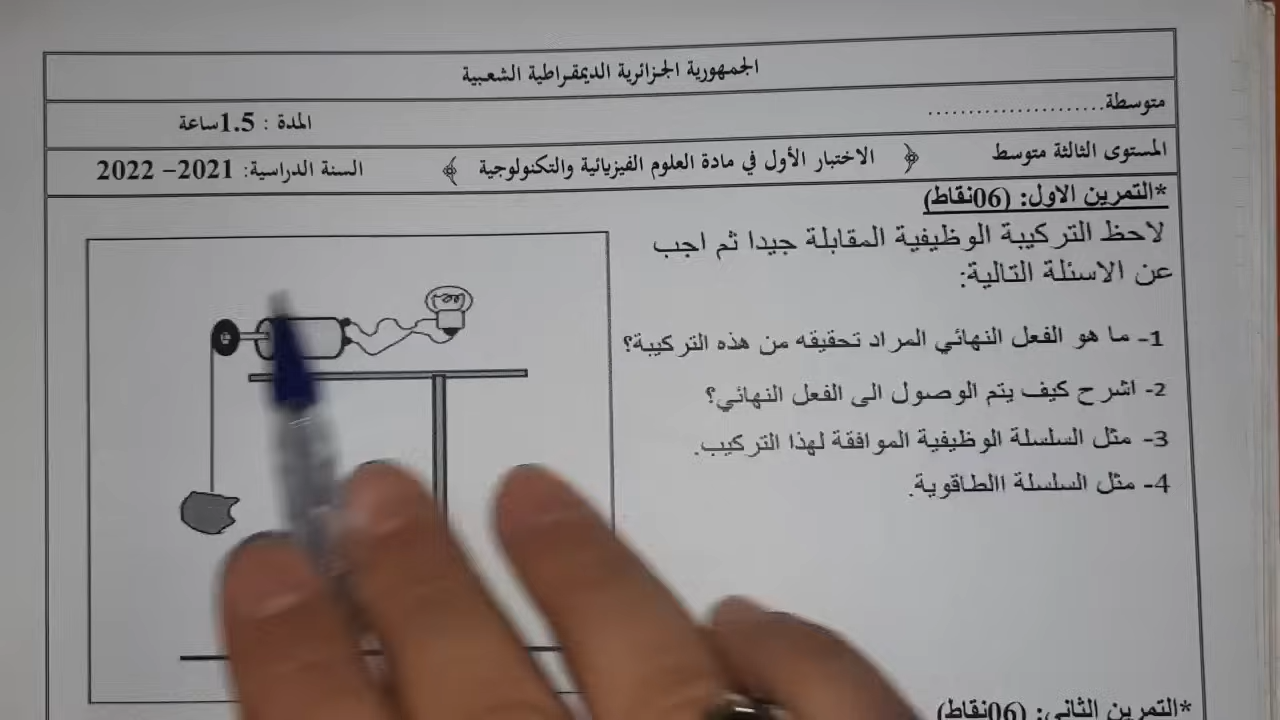 الجمهورية الجزائرية الديمقراطية الشعبية
متوسطة......................
المدة : 1.5ساعة
المستوى الثالثة متوسط ﴿ الاختبار الأول في مادة العلوم الفيزيائية والتكنولوجية ﴾ السنة الدراسية: 2021– 2022
*التمرين الاول: (06نقاط)
لاحظ التركيبة الوظيفية المقابلة جيدا ثم اجب
عن الاسئلة التالية:
1- ما هو الفعل النهائي المراد تحقيقه من هذه التركيبة؟
2- اشرح كيف يتم الوصول الى الفعل النهائي؟
3- مثل السلسلة الوظيفية الموافقة لهذا التركيب.
4- مثل السلسلة االطاقوية.
*التمرين الثاني: (06نقاط)